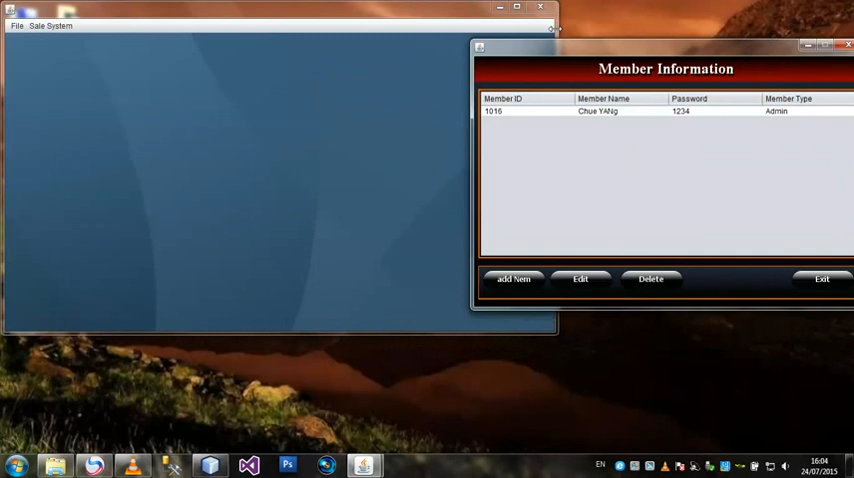 File Sale System
Member Information
Member ID Member Name Password Member Type
1016 Chue YANg 1234 Admin
add Nem Edit Delete Exit
Ps
EN
16:04
24/07/2015